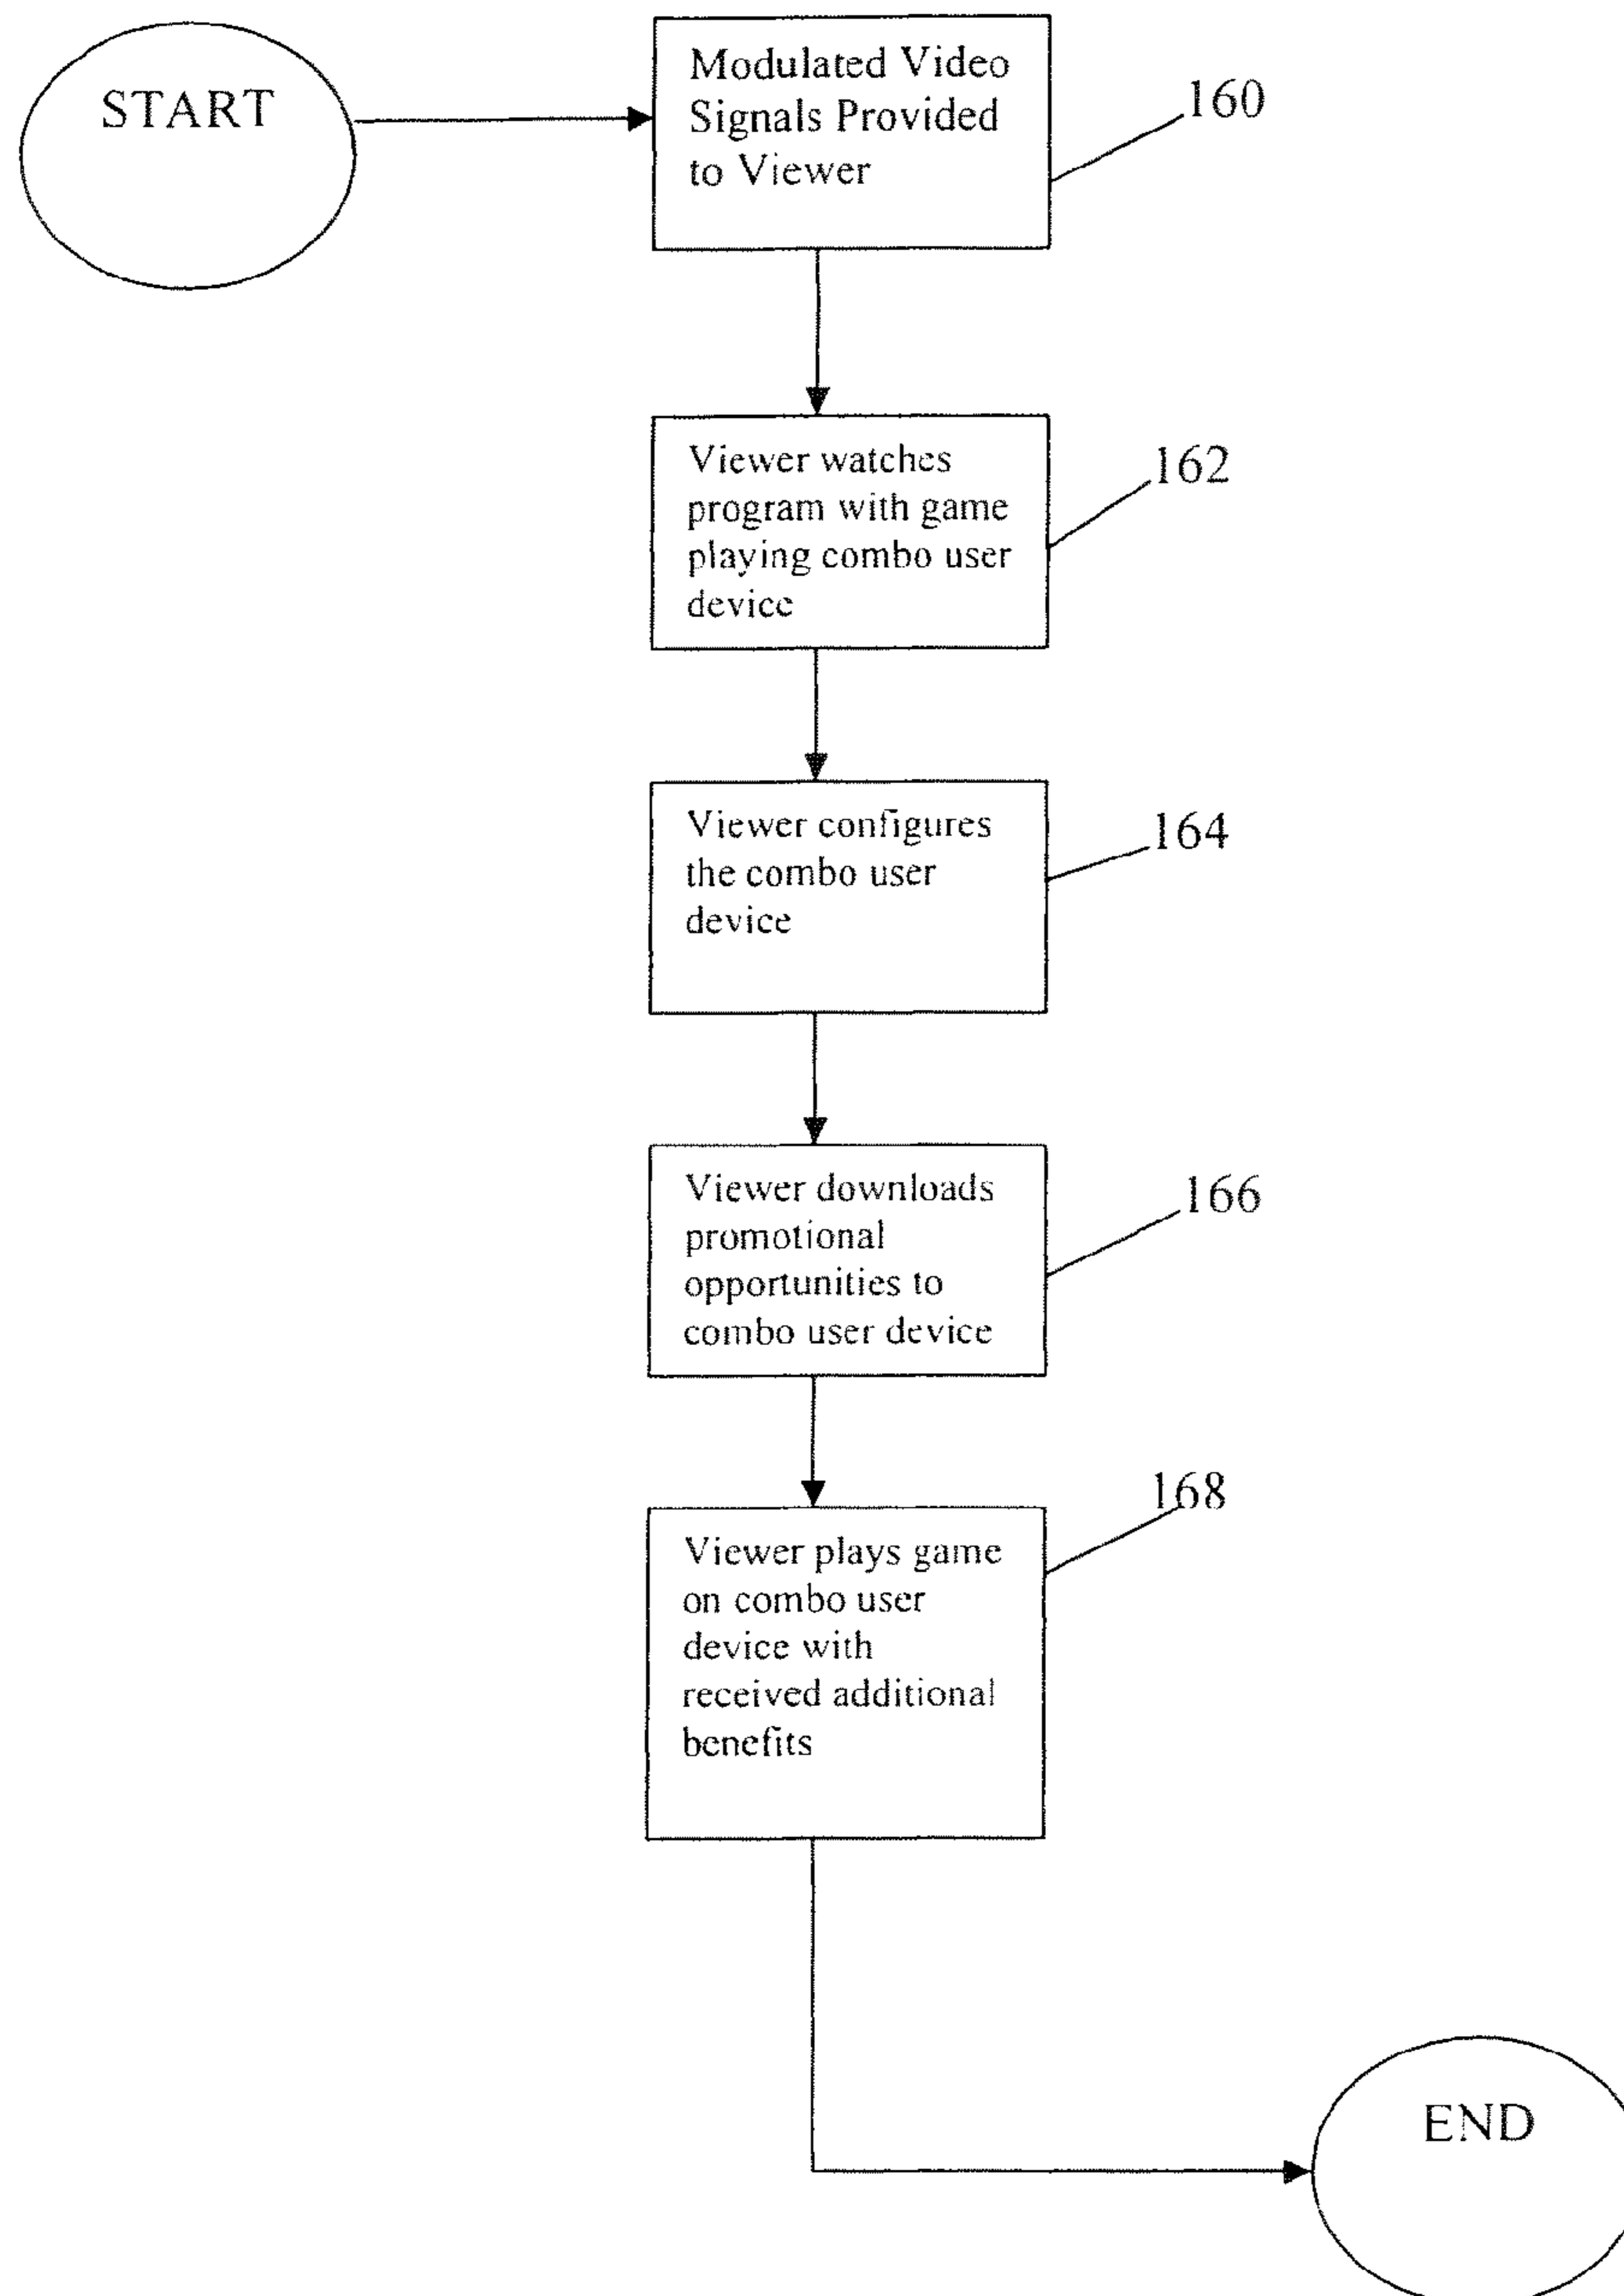 START
Modulated Video
Signals Provided
to Viewer
160
Viewer watches
program with game
playing combo user
device
162
Viewer configures
the combo user
device
164
Viewer downloads
promotional
opportunities to
combo user device
166
Viewer plays game
on combo user
device with
received additional
benefits
168
END